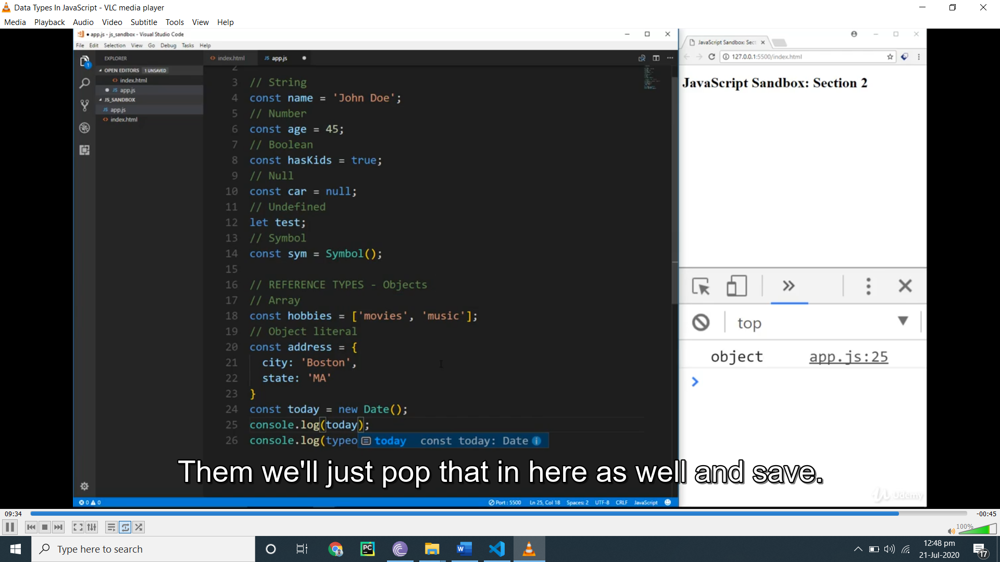 Data Types In JavaScript - VLC media player
Media Playback Audio Video Subtitle Tools View Help
● app.js - js_sandbox - Visual Studio Code
File Edit Selection View Go Debug Tasks Help
EXPLORER
OPEN EDITORS 1 UNSAVED
index.html
JS app.js
JS_SANDBOX
JS app.js
index.html
1
index.html JS app.js
2
3 // String
4 const name = 'John Doe';
5 // Number
6 const age = 45;
7 // Boolean
8 const hasKids = true;
9 // Null
10 const car = null;
11 // Undefined
12 let test;
13 // Symbol
14 const sym = Symbol();
15
16 // REFERENCE TYPES - Objects
17 // Array
18 const hobbies = ['movies', 'music'];
19 // Object literal
20 const address = {
21 city: 'Boston',
22 state: 'MA'
23 }
24 const today = new Date();
25 console.log(today);
26 console.log(typeo
today const today: Date
JavaScript Sandbox: Sect
127.0.0.1:5500/index.html
JavaScript Sandbox: Section 2
top
object app.js:25
Them we'll just pop that in here as well and save.
Udemy
0 0 Port : 5500 Ln 25, Col 18 Spaces: 2 UTF-8 CRLF JavaScript
09:34 -00:45
100%
Type here to search
PC
W
12:48 pm
21-Jul-2020
17